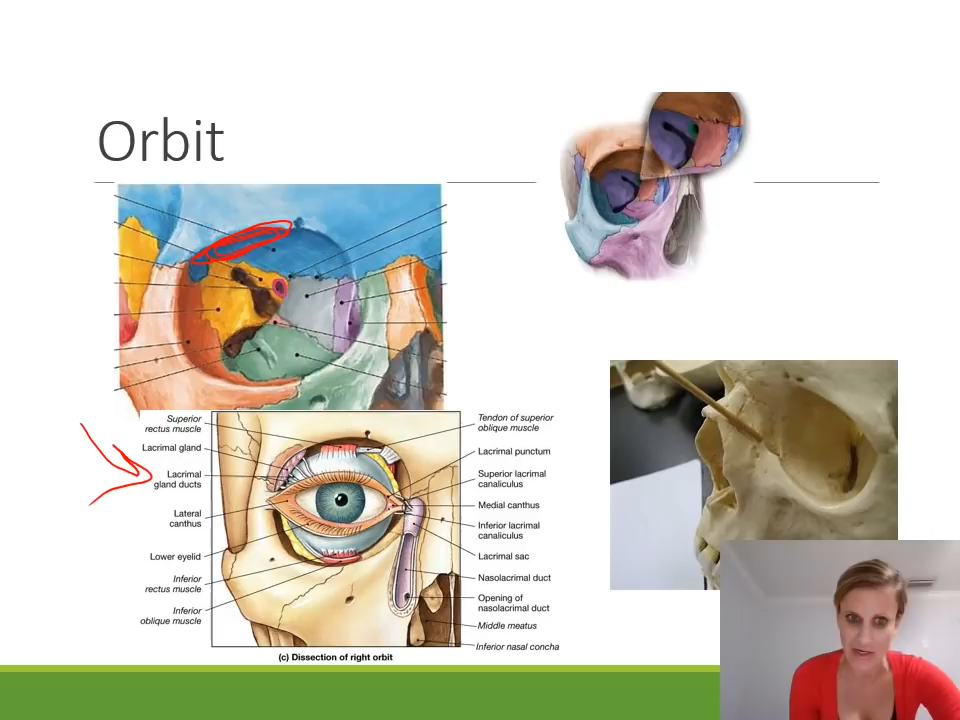 Orbit
Superior
rectus muscle
Lacrimal gland
Lacrimal
gland ducts
Lateral
canthus
Lower eyelid
Inferior
rectus muscle
Inferior
oblique muscle
Tendon of superior
oblique muscle
Lacrimal punctum
Superior lacrimal
canaliculus
Medial canthus
Inferior lacrimal
canaliculus
Lacrimal sac
Nasolacrimal duct
Opening of
nasolacrimal duct
Middle meatus
Inferior nasal concha
(c) Dissection of right orbit